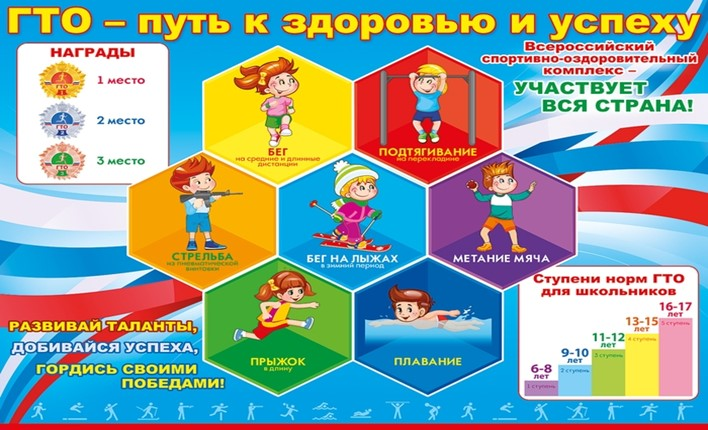 ГТО – путь к здоровью и успеху
НАГРАДЫ
ГТО
1 место
ГТО
2 место
ГТО
3 место
Всероссийский
спортивно-оздоровительный
комплекс –
УЧАСТВУЕТ
ВСЯ СТРАНА!
БЕГ
на средние и длинные
дистанции
ПОДТЯГИВАНИЕ
на перекладине
СТРЕЛЬБА
из пневматической
винтовки
БЕГ НА ЛЫЖАХ
в зимний период
МЕТАНИЕ МЯЧА
ПРЫЖОК
в длину
ПЛАВАНИЕ
РАЗВИВАЙ ТАЛАНТЫ,
ДОБИВАЙСЯ УСПЕХА,
ГОРДИСЬ СВОИМИ
ПОБЕДАМИ!
Ступени норм ГТО
для школьников
6-8
лет
1 ступень
9-10
лет
2 ступень
11-12
лет
3 ступень
13-15
лет
4 ступень
16-17
лет
5 ступень